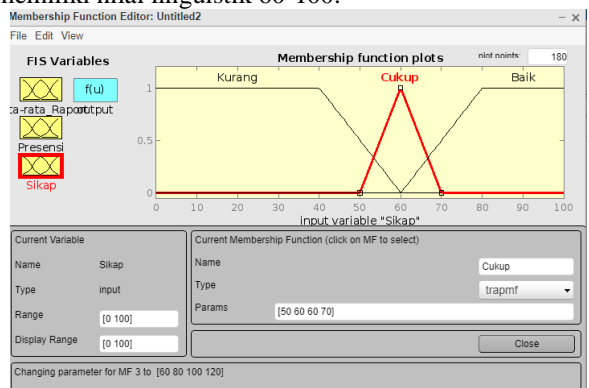 Membership Function Editor: Untitled2
File Edit View
FIS Variables
f(u)
output
Presensi
Sikap
Membership function plots
plot points: 180
Kurang Cukup Baik
1
0.5
0
0 10 20 30 40 50 60 70 80 90 100
input variable "Sikap"
Current Variable
Name Sikap
Type input
Range [0 100]
Display Range [0 100]
Current Membership Function (click on MF to select)
Name Cukup
Type trapmf
Params [50 60 60 70]
Close
Changing parameter for MF 3 to [60 80 100 120]